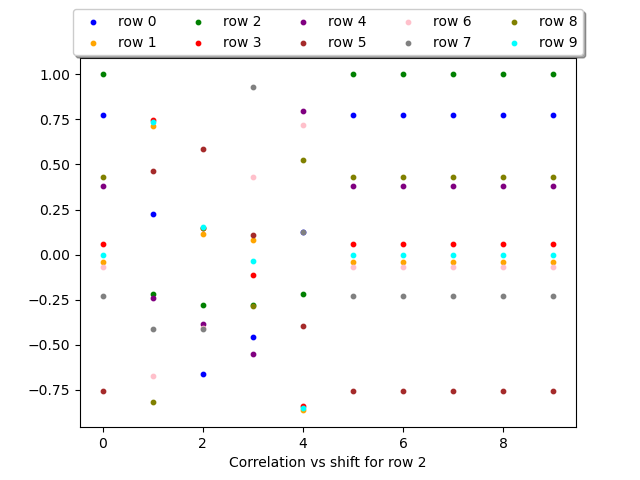 row 0 row 2 row 4 row 6 row 8
row 1 row 3 row 5 row 7 row 9
1.00
0.75
0.50
0.25
0.00
−0.25
−0.50
−0.75
0 2 4 6 8
Correlation vs shift for row 2